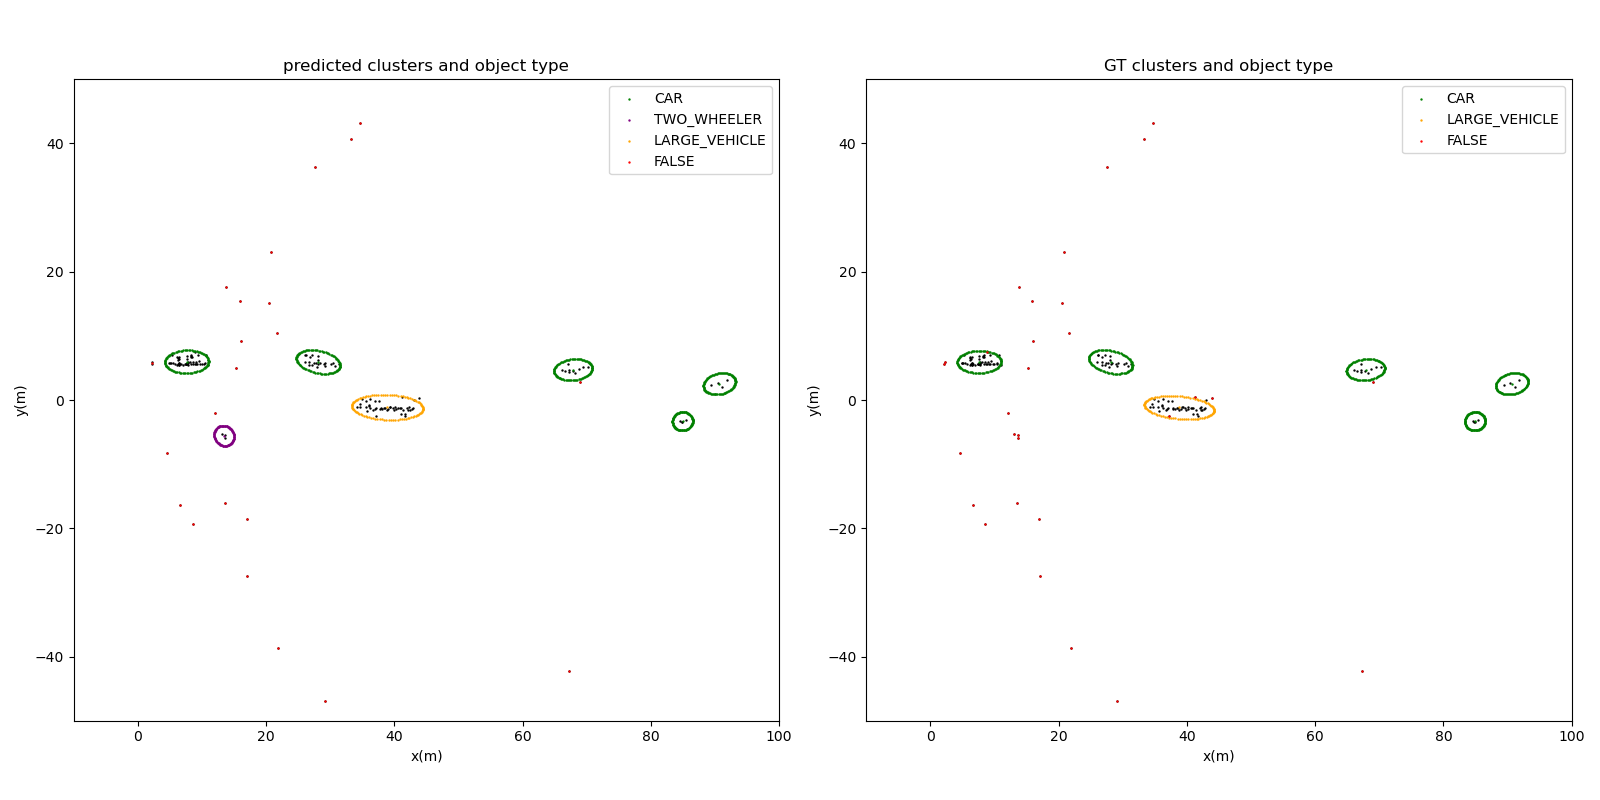 predicted clusters and object type
CAR
TWO_WHEELER
LARGE_VEHICLE
FALSE
40
20
0
−20
−40
y(m)
0
20
40
60
80
100
x(m)
GT clusters and object type
CAR
LARGE_VEHICLE
FALSE
40
20
0
−20
−40
y(m)
0
20
40
60
80
100
x(m)